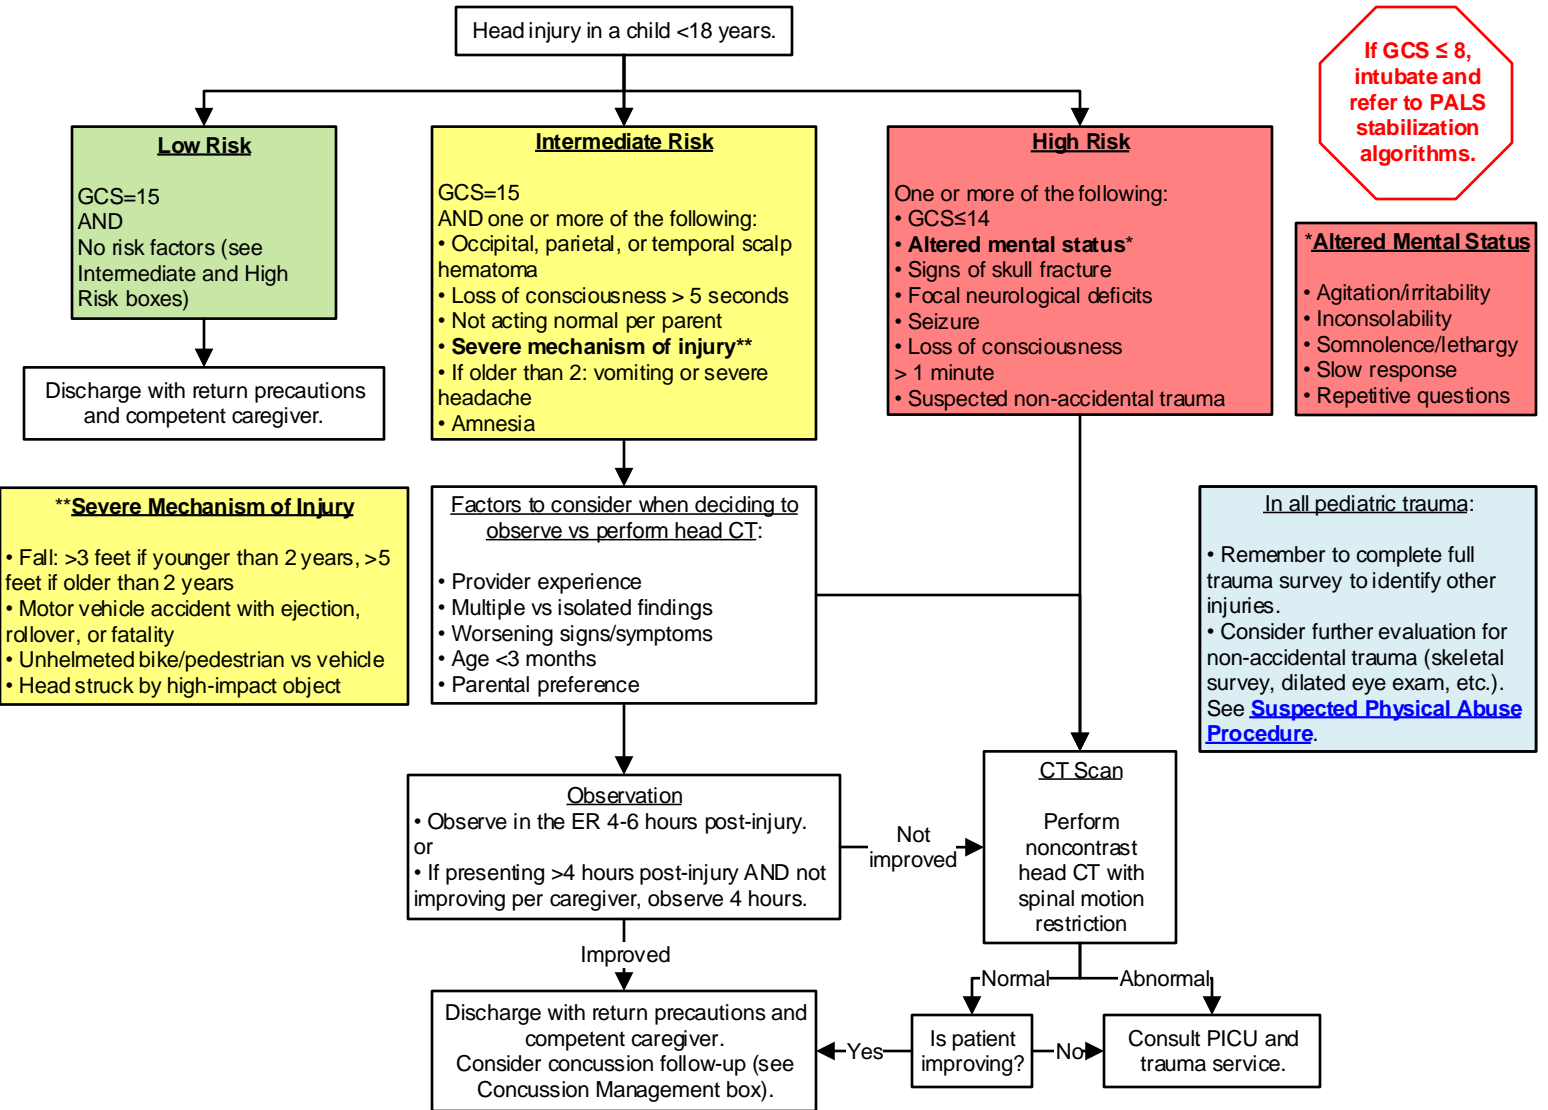 Head injury in a child <18 years.
If GCS ≤ 8,
intubate and
refer to PALS
stabilization
algorithms.
Low Risk
GCS=15
AND
No risk factors (see
Intermediate and High
Risk boxes)
Intermediate Risk
GCS=15
AND one or more of the following:
• Occipital, parietal, or temporal scalp
hematoma
• Loss of consciousness > 5 seconds
• Not acting normal per parent
• Severe mechanism of injury**
• If older than 2: vomiting or severe
headache
• Amnesia
High Risk
One or more of the following:
• GCS≤14
• Altered mental status*
• Signs of skull fracture
• Focal neurological deficits
• Seizure
• Loss of consciousness
> 1 minute
• Suspected non-accidental trauma
*Altered Mental Status
• Agitation/irritability
• Inconsolability
• Somnolence/lethargy
• Slow response
• Repetitive questions
Discharge with return precautions
and competent caregiver.
**Severe Mechanism of Injury
• Fall: >3 feet if younger than 2 years, >5
feet if older than 2 years
• Motor vehicle accident with ejection,
rollover, or fatality
• Unhelmeted bike/pedestrian vs vehicle
• Head struck by high-impact object
Factors to consider when deciding to
observe vs perform head CT:
• Provider experience
• Multiple vs isolated findings
• Worsening signs/symptoms
• Age <3 months
• Parental preference
In all pediatric trauma:
• Remember to complete full
trauma survey to identify other
injuries.
• Consider further evaluation for
non-accidental trauma (skeletal
survey, dilated eye exam, etc.).
See Suspected Physical Abuse
Procedure.
Observation
• Observe in the ER 4-6 hours post-injury.
or
• If presenting >4 hours post-injury AND not
improving per caregiver, observe 4 hours.
Not
improved
CT Scan
Perform
noncontrast
head CT with
spinal motion
restriction
Improved
Normal
Abnormal
Discharge with return precautions and
competent caregiver.
Consider concussion follow-up (see
Concussion Management box).
Yes
Is patient
improving?
No
Consult PICU and
trauma service.